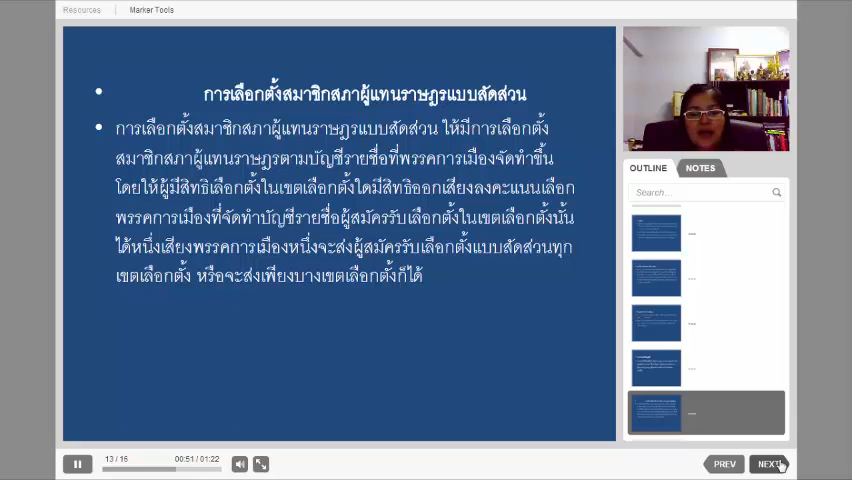 Resources
Marker Tools
การเลือกตั้งสมาชิกสภาผู้แทนราษฎรแบบสัดส่วน
การเลือกตั้งสมาชิกสภาผู้แทนราษฎรแบบสัดส่วน ให้มีการเลือกตั้ง
สมาชิกสภาผู้แทนราษฎรตามบัญชีรายชื่อที่พรรคการเมืองจัดทำขึ้น
โดยให้ผู้มีสิทธิเลือกตั้งในเขตเลือกตั้งใดมีสิทธิออกเสียงลงคะแนนเลือก
พรรคการเมืองที่จัดทำบัญชีรายชื่อผู้สมัครรับเลือกตั้งในเขตเลือกตั้งนั้น
ได้หนึ่งเสียงพรรคการเมืองหนึ่งจะส่งผู้สมัครรับเลือกตั้งแบบสัดส่วนทุก
เขตเลือกตั้ง หรือจะส่งเพียงบางเขตเลือกตั้งก็ได้
OUTLINE
NOTES
Search...
13 / 16
00:51 / 01:22
PREV
NEXT